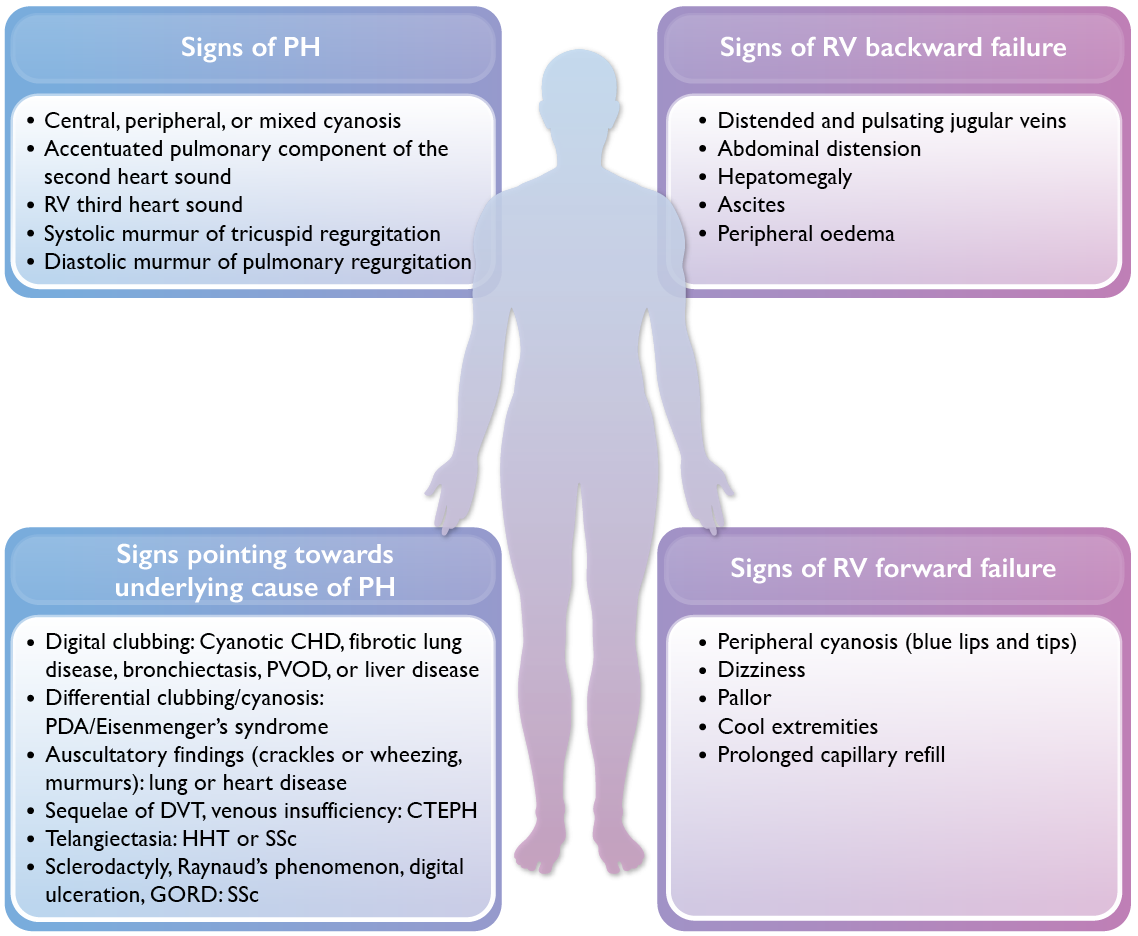 Signs of PH
• Central, peripheral, or mixed cyanosis
• Accentuated pulmonary component of the
second heart sound
• RV third heart sound
• Systolic murmur of tricuspid regurgitation
• Diastolic murmur of pulmonary regurgitation
Signs of RV backward failure
• Distended and pulsating jugular veins
• Abdominal distension
• Hepatomegaly
• Ascites
• Peripheral oedema
Signs pointing towards
underlying cause of PH
• Digital clubbing: Cyanotic CHD, fibrotic lung
disease, bronchiectasis, PVOD, or liver disease
• Differential clubbing/cyanosis:
PDA/Eisenmenger’s syndrome
• Auscultatory findings (crackles or wheezing,
murmurs): lung or heart disease
• Sequelae of DVT, venous insufficiency: CTEPH
• Telangiectasia: HHT or SSc
• Sclerodactyly, Raynaud’s phenomenon, digital
ulceration, GORD: SSc
Signs of RV forward failure
• Peripheral cyanosis (blue lips and tips)
• Dizziness
• Pallor
• Cool extremities
• Prolonged capillary refill